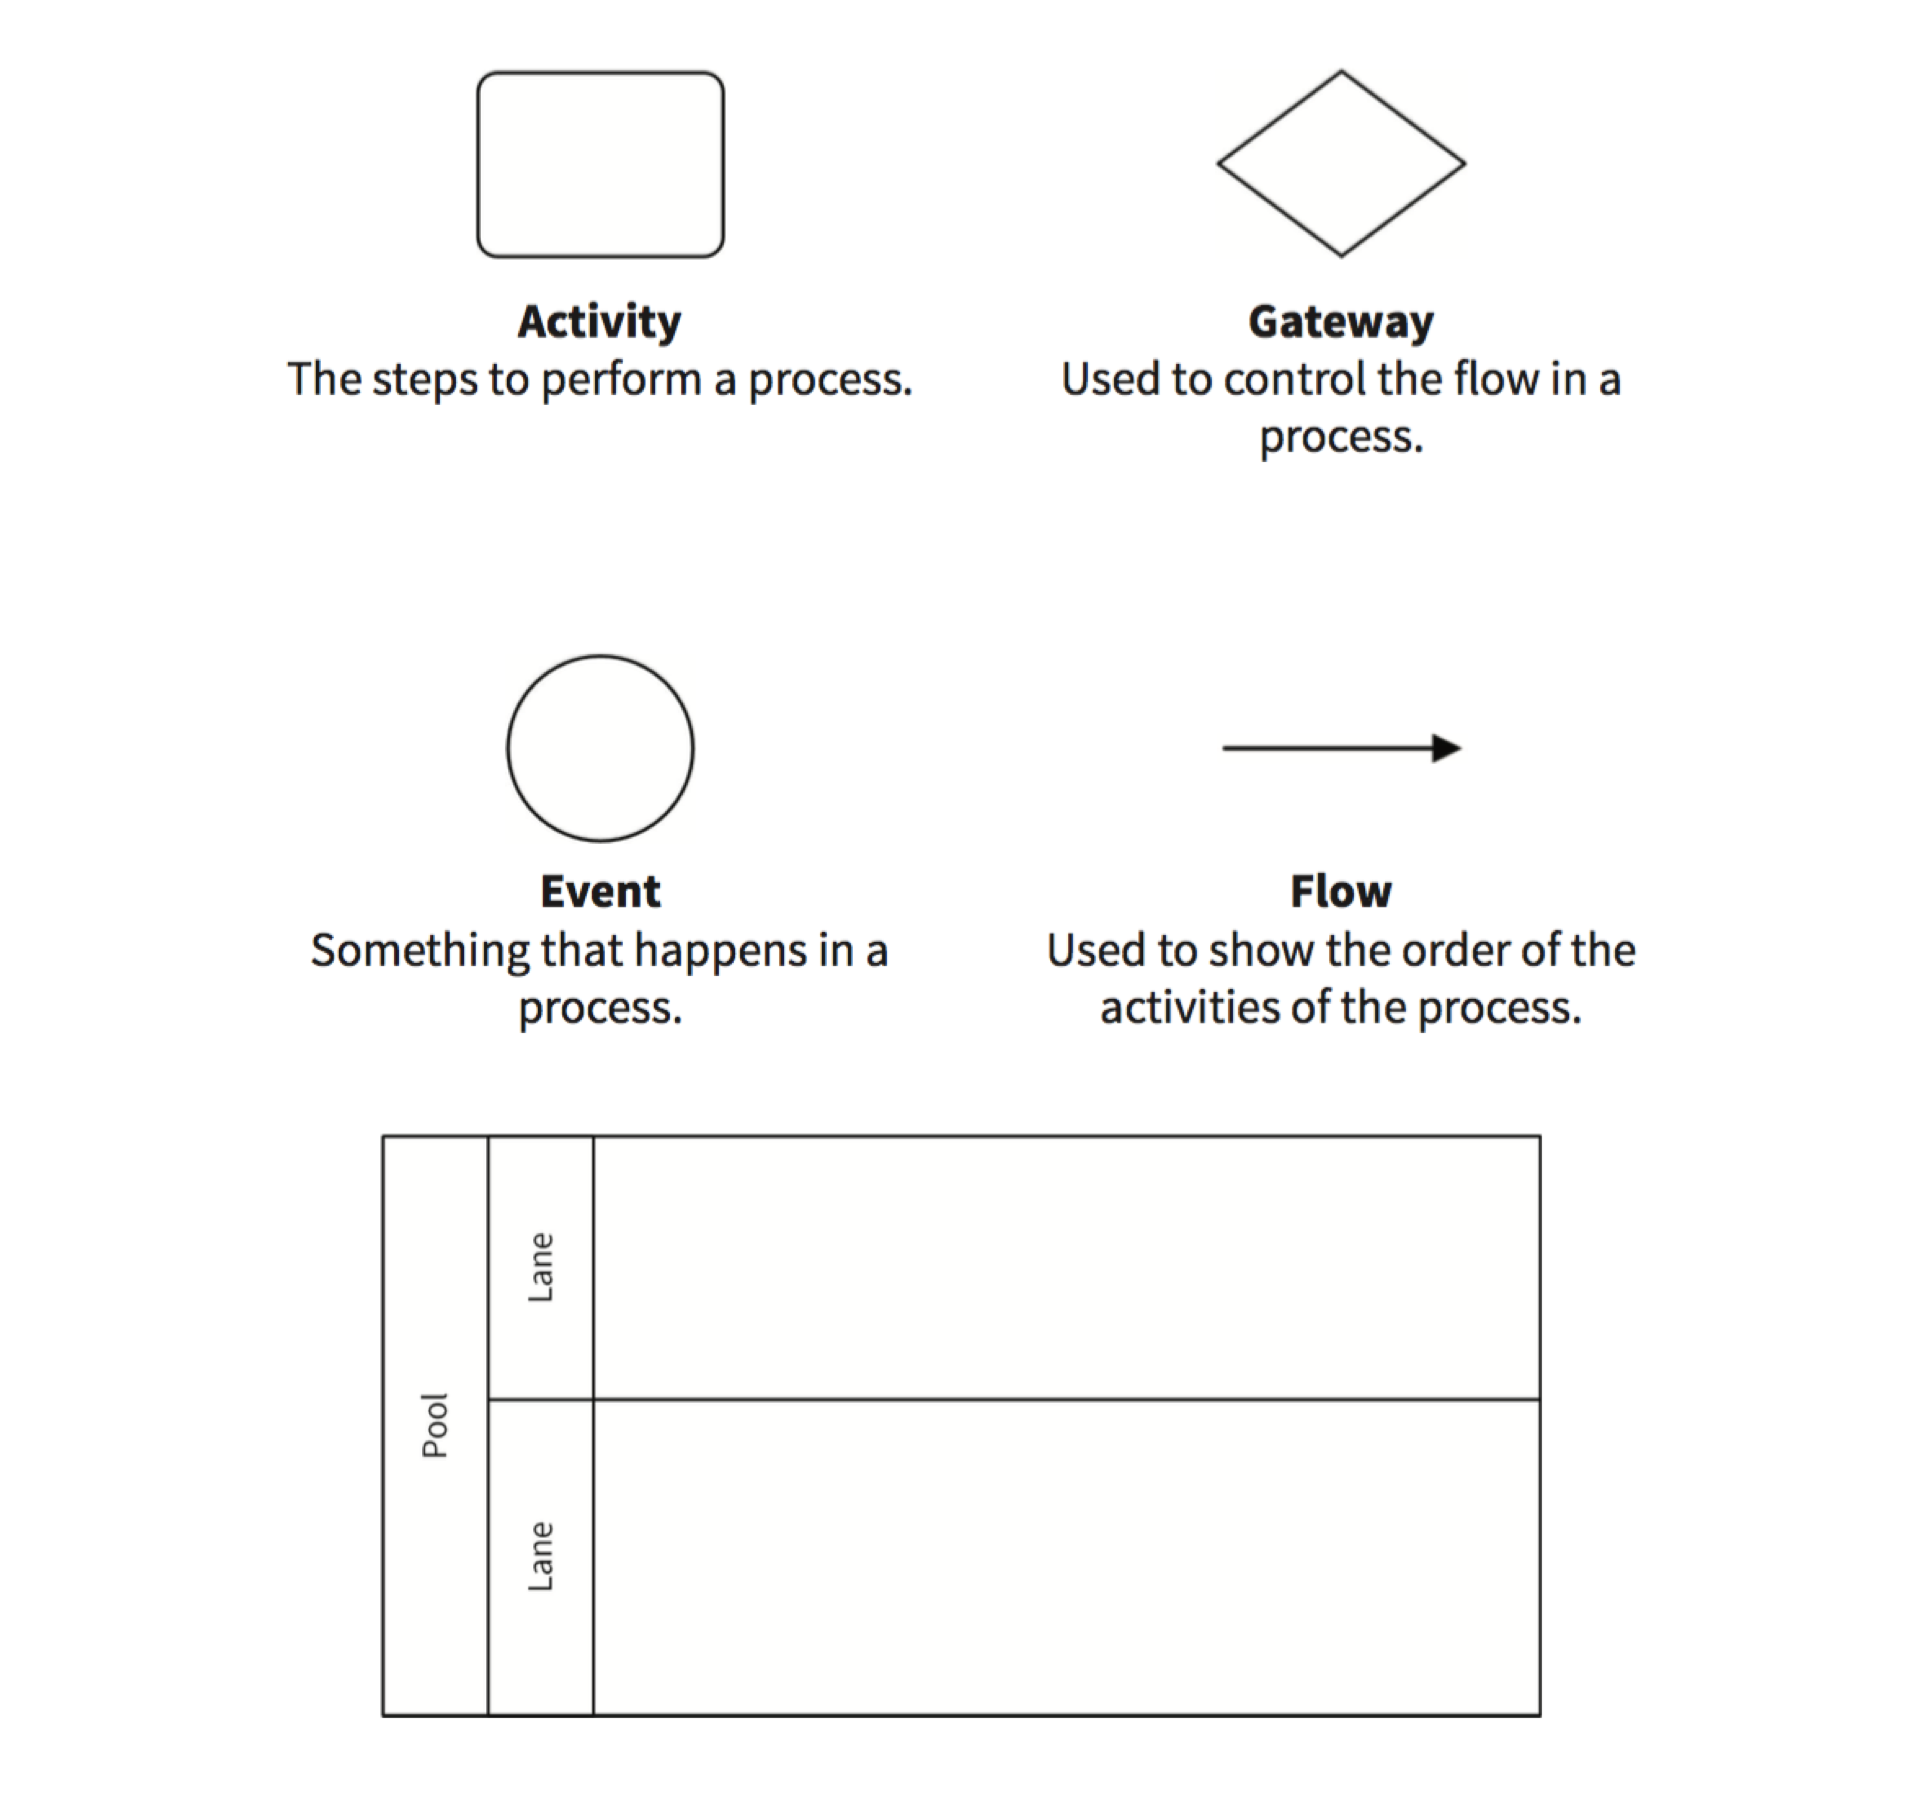 Activity
The steps to perform a process.
Gateway
Used to control the flow in a
process.
Event
Something that happens in a
process.
Flow
Used to show the order of the
activities of the process.
Pool
Lane
Lane